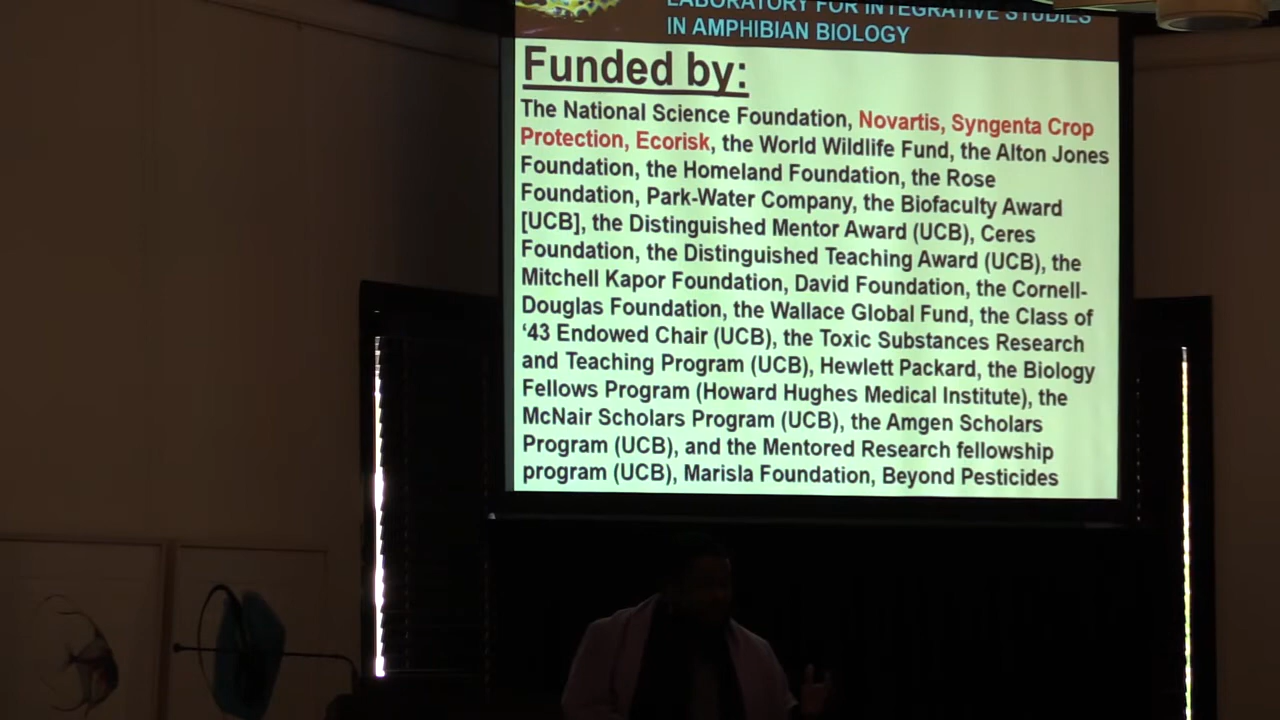 LABORATORY FOR INTEGRATIVE STUDIES
IN AMPHIBIAN BIOLOGY
Funded by:
The National Science Foundation, Novartis, Syngenta Crop
Protection, Ecorisk, the World Wildlife Fund, the Alton Jones
Foundation, the Homeland Foundation, the Rose
Foundation, Park-Water Company, the Biofaculty Award
[UCB], the Distinguished Mentor Award (UCB), Ceres
Foundation, the Distinguished Teaching Award (UCB), the
Mitchell Kapor Foundation, David Foundation, the Cornell-
Douglas Foundation, the Wallace Global Fund, the Class of
‘43 Endowed Chair (UCB), the Toxic Substances Research
and Teaching Program (UCB), Hewlett Packard, the Biology
Fellows Program (Howard Hughes Medical Institute), the
McNair Scholars Program (UCB), the Amgen Scholars
Program (UCB), and the Mentored Research fellowship
program (UCB), Marisla Foundation, Beyond Pesticides